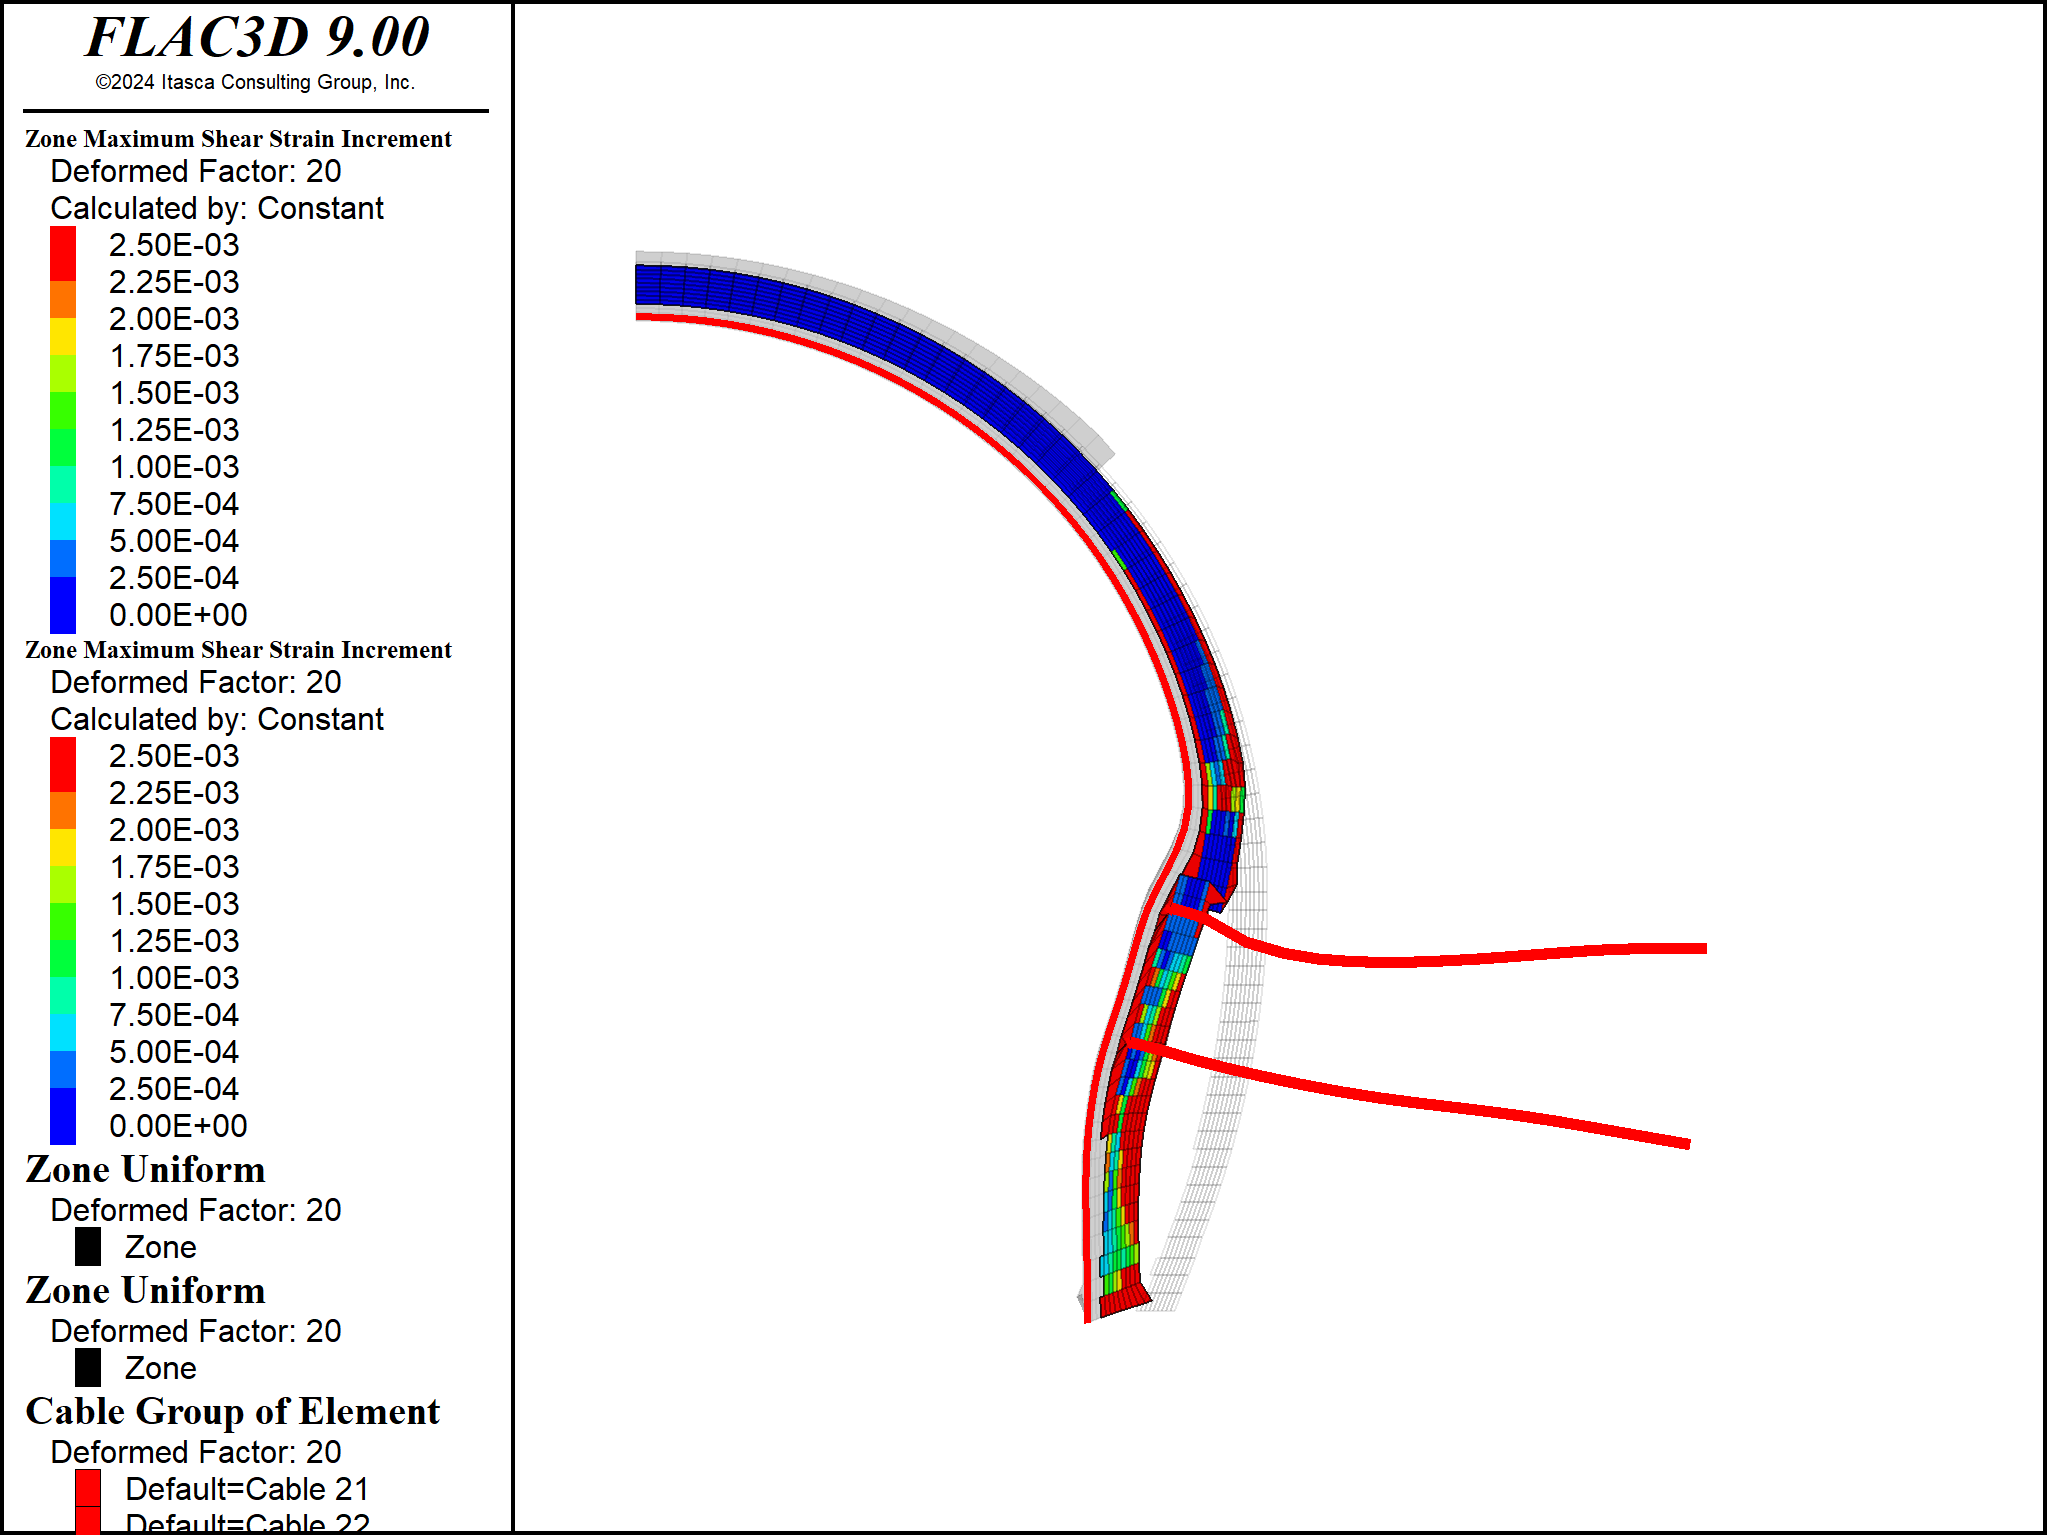 FLAC3D 9.00
©2024 Itasca Consulting Group, Inc.
Zone Maximum Shear Strain Increment
Deformed Factor: 20
Calculated by: Constant
2.50E-03
2.25E-03
2.00E-03
1.75E-03
1.50E-03
1.25E-03
1.00E-03
7.50E-04
5.00E-04
2.50E-04
0.00E+00
Zone Maximum Shear Strain Increment
Deformed Factor: 20
Calculated by: Constant
2.50E-03
2.25E-03
2.00E-03
1.75E-03
1.50E-03
1.25E-03
1.00E-03
7.50E-04
5.00E-04
2.50E-04
0.00E+00
Zone Uniform
Deformed Factor: 20
Zone
Zone Uniform
Deformed Factor: 20
Zone
Cable Group of Element
Deformed Factor: 20
Default=Cable 21
Default=Cable 22